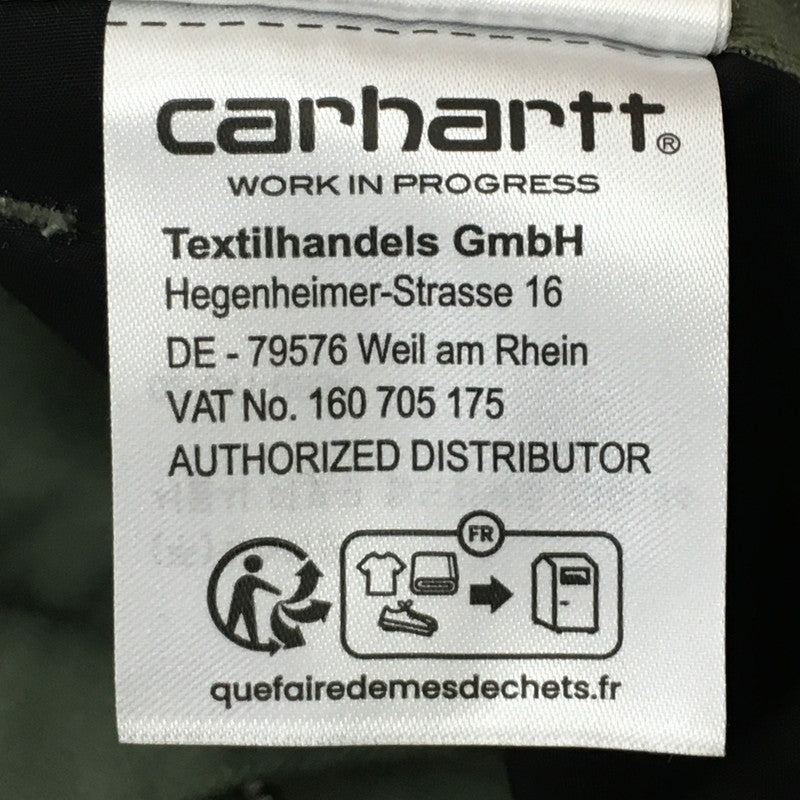 carhartt®
WORK IN PROGRESS
Textilhandels GmbH
Hegenheimer-Strasse 16
DE - 79576 Weil am Rhein
VAT No. 160 705 175
AUTHORIZED DISTRIBUTOR
FR
quefairedemesdechets.fr